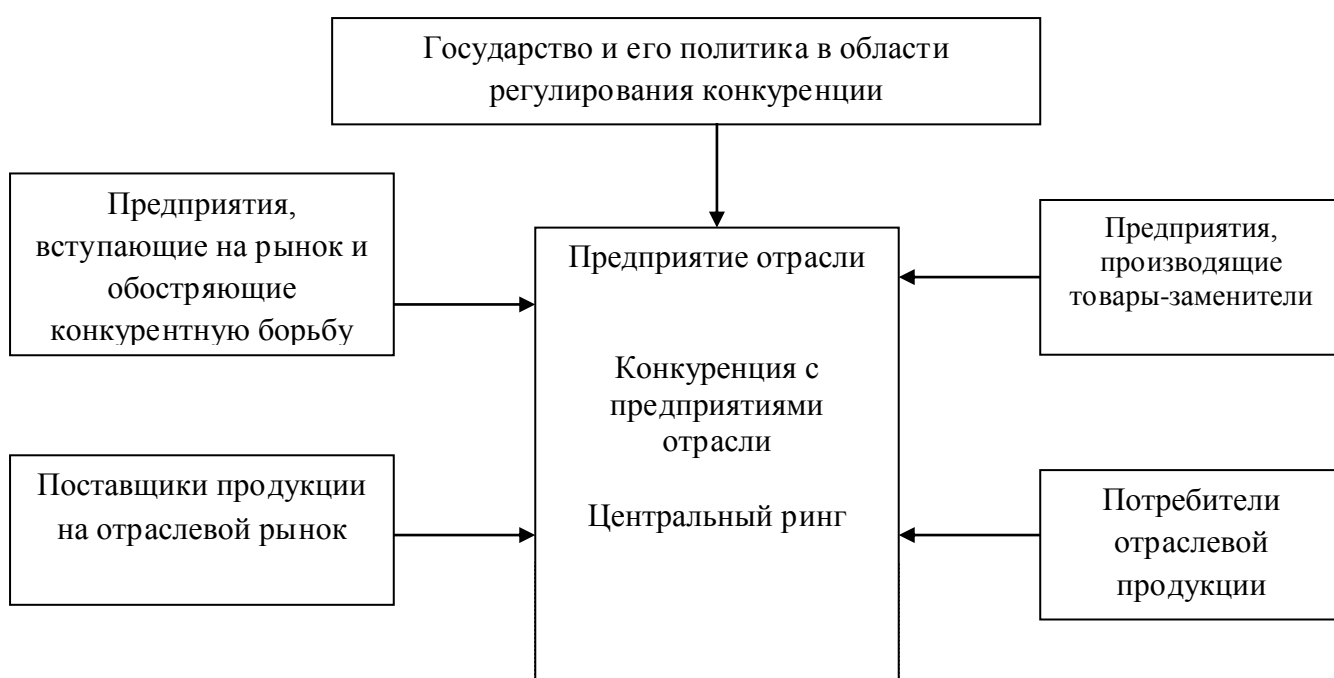 Государство и его политика в области
регулирования конкуренции
Предприятия,
вступающие на рынок и
обостряющие
конкурентную борьбу
Предприятие отрасли
Конкуренция с
предприятиями
отрасли
Центральный ринг
Предприятия,
производящие
товары-заменители
Поставщики продукции
на отраслевой рынок
Потребители
отраслевой
продукции